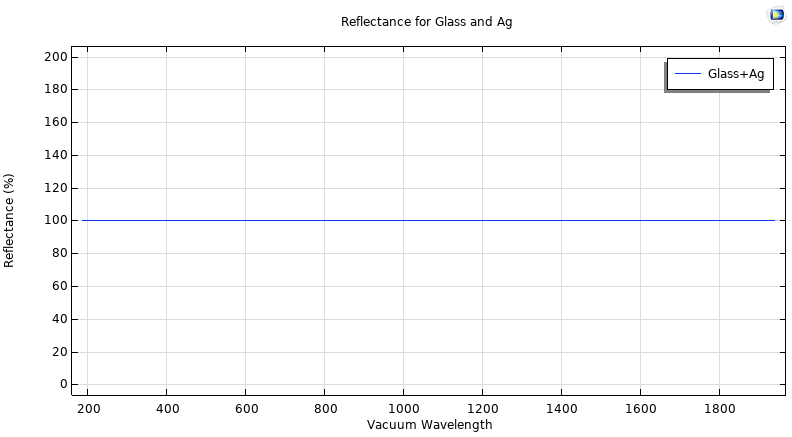 Reflectance for Glass and Ag
Glass+Ag
Reflectance (%)
200
180
160
140
120
100
80
60
40
20
0
200 400 600 800 1000 1200 1400 1600 1800
Vacuum Wavelength